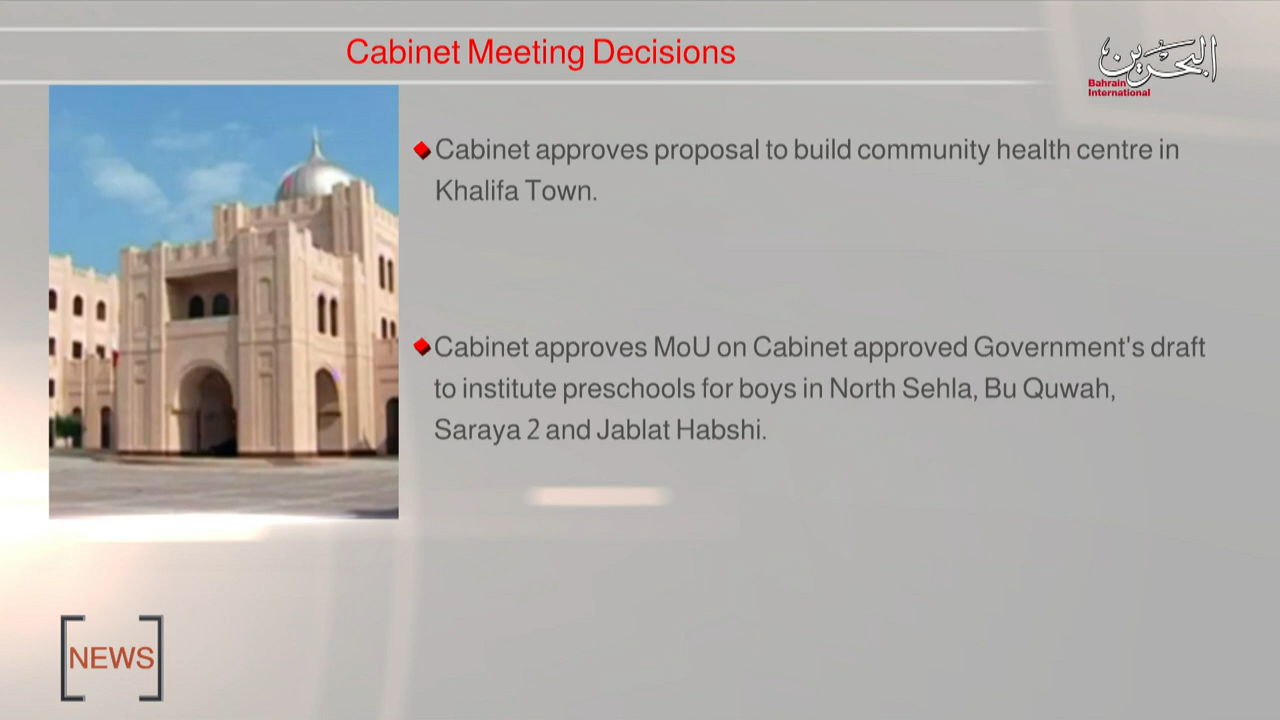 Cabinet Meeting Decisions
البحرين
Bahrain
International
Cabinet approves proposal to build community health centre in
Khalifa Town.
Cabinet approves MoU on Cabinet approved Government's draft
to institute preschools for boys in North Sehla, Bu Quwah,
Saraya 2 and Jablat Habshi.
NEWS